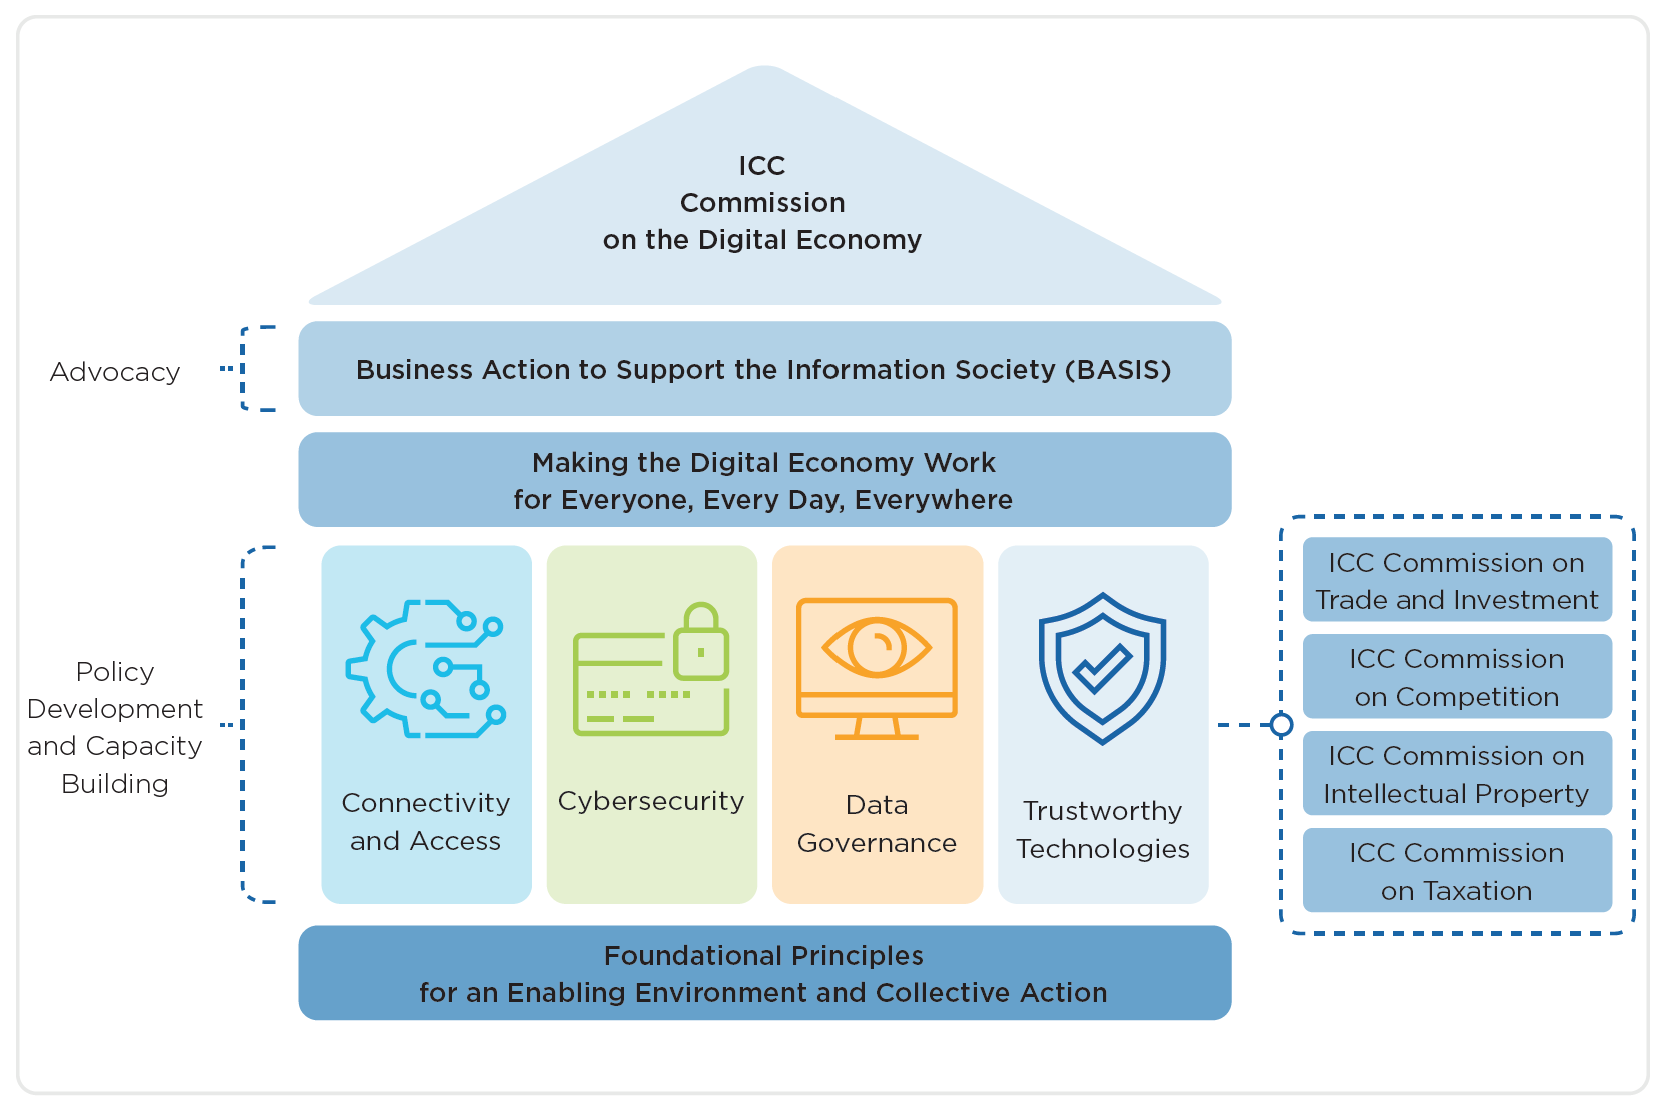 ICC
Commission
on the Digital Economy
Advocacy
Business Action to Support the Information Society (BASIS)
Making the Digital Economy Work
for Everyone, Every Day, Everywhere
Policy
Development
and Capacity
Building
Connectivity
and Access
Cybersecurity
Data
Governance
Trustworthy
Technologies
ICC Commission on
Trade and Investment
ICC Commission
on Competition
ICC Commission on
Intellectual Property
ICC Commission
on Taxation
Foundational Principles
for an Enabling Environment and Collective Action